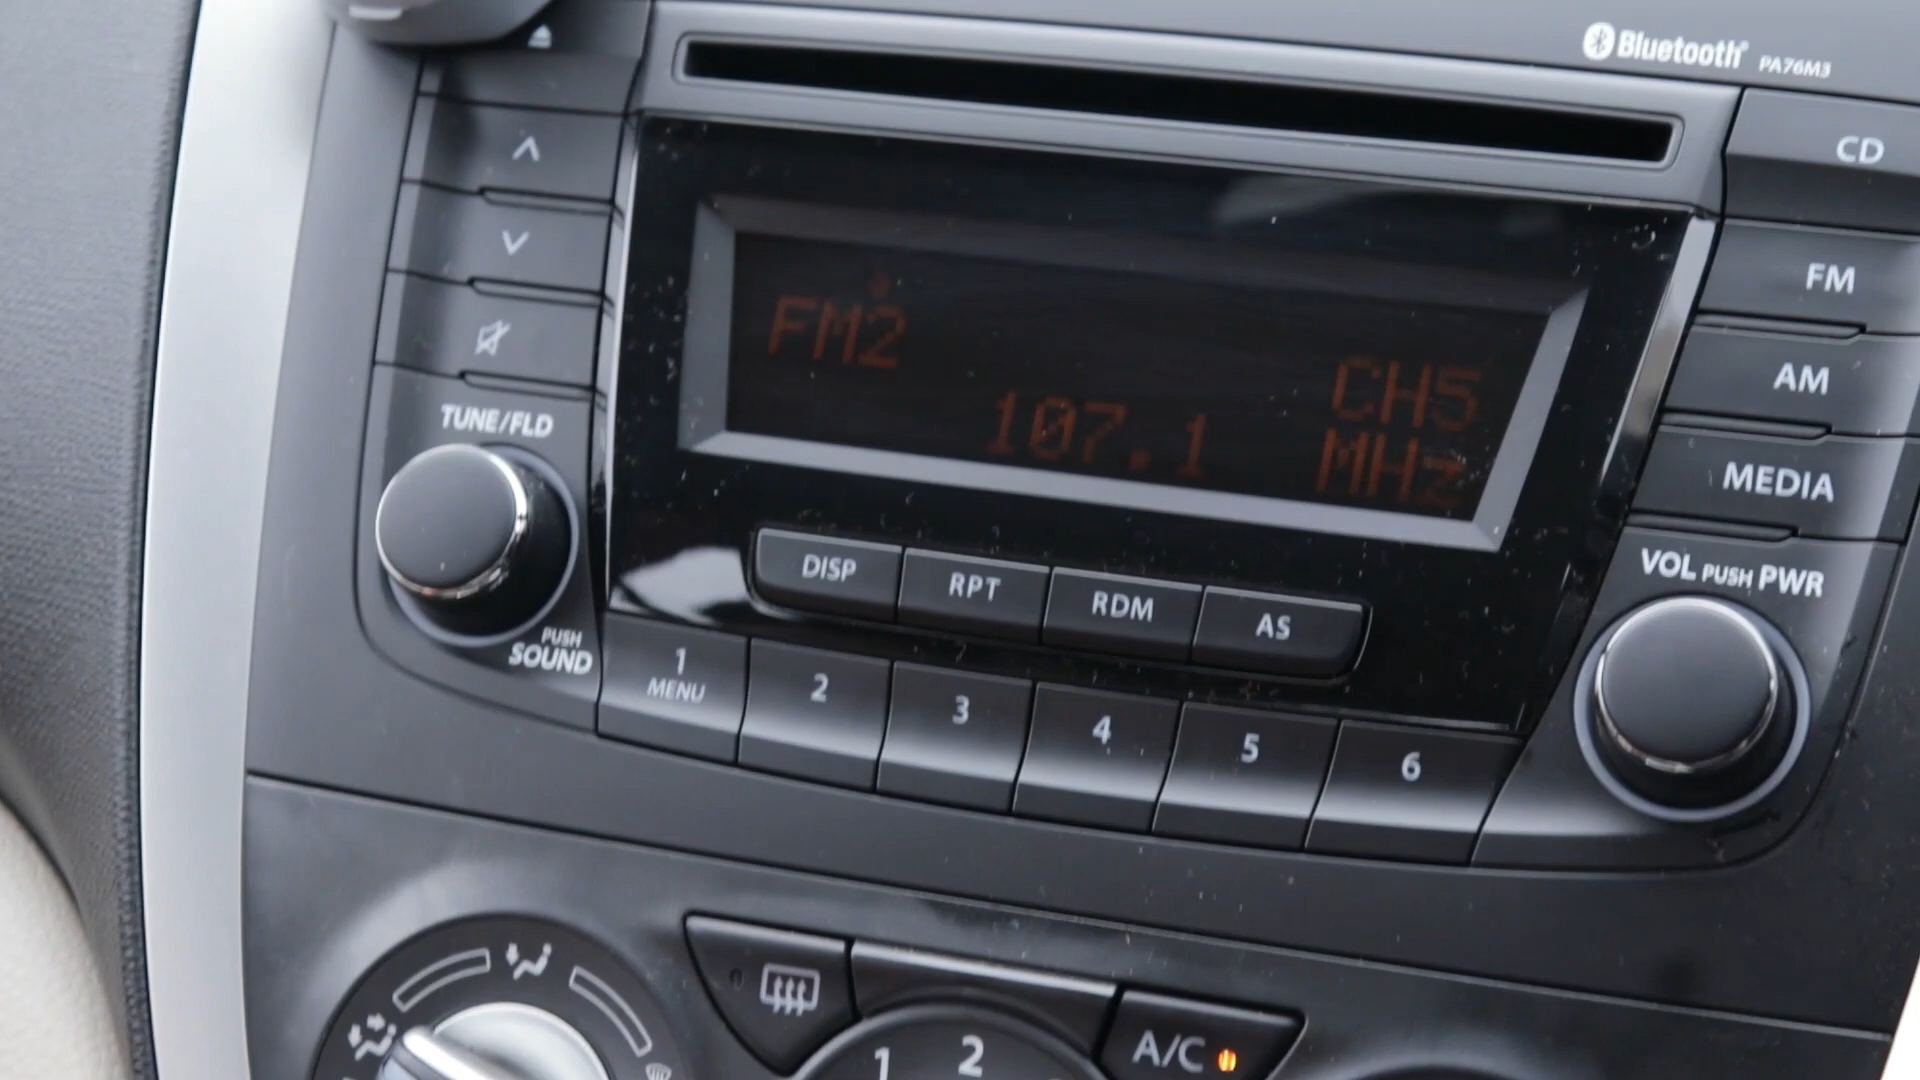 Bluetooth® PA76M3
CD
FM
AM
MEDIA
VOL PUSH PWR
TUNE/FLD
PUSH
SOUND
FM2
CH5
107.1 MHz
DISP RPT RDM AS
1
MENU
2 3 4 5 6
1 2
A/C